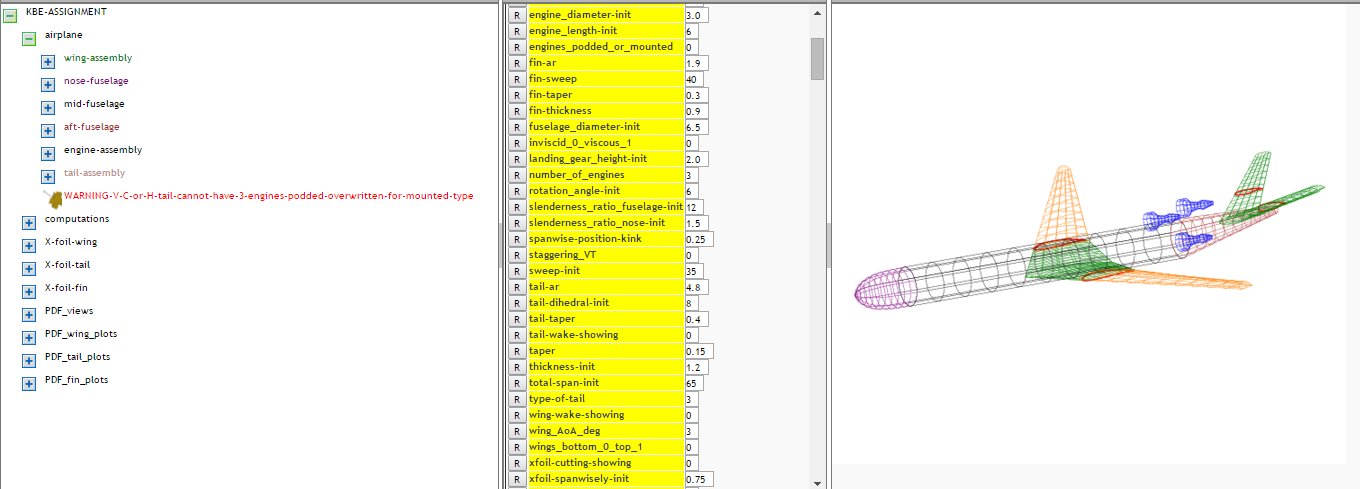 KBE-ASSIGNMENT
airplane
wing-assembly
nose-fuselage
mid-fuselage
aft-fuselage
engine-assembly
tail-assembly
WARNING-V-C-or-H-tail-cannot-have-3-engines-podded-overwritten-for-mounted-type
computations
X-foil-wing
X-foil-tail
X-foil-fin
PDF_views
PDF_wing_plots
PDF_tail_plots
PDF_fin_plots
R engine_diameter-init 3.0
R engine_length-init 6
R engines_podded_or_mounted 0
R fin-ar 1.9
R fin-sweep 40
R fin-taper 0.3
R fin-thickness 0.9
R fuselage_diameter-init 6.5
R inviscid_0_viscous_1 0
R landing_gear_height-init 2.0
R number_of_engines 3
R rotation_angle-init 6
R slenderness_ratio_fuselage-init 12
R slenderness_ratio_nose-init 1.5
R spanwise-position-kink 0.25
R staggering_VT 0
R sweep-init 35
R tail-ar 4.8
R tail-dihedral-init 8
R tail-taper 0.4
R tail-wake-showing 0
R taper 0.15
R thickness-init 1.2
R total-span-init 65
R type-of-tail 3
R wing-wake-showing 0
R wing_AoA_deg 3
R wings_bottom_0_top_1 0
R xfoil-cutting-showing 0
R xfoil-spanwisely-init 0.75